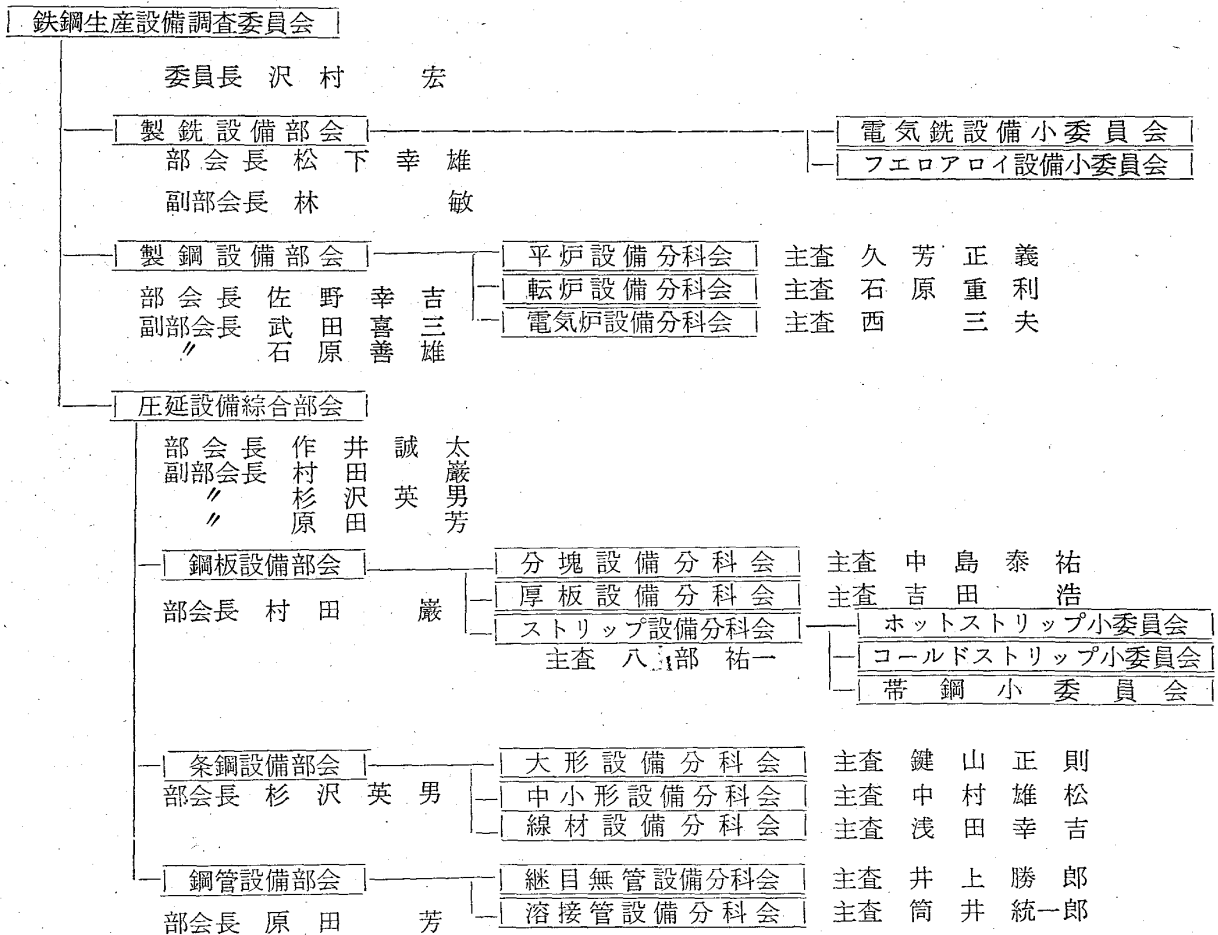 鉄鋼生産設備調査委員会
委員長 沢村 宏
製銑設備部会 電気銑設備小委員会
部会長 松下幸雄 フエロアロイ設備小委員会
副部会長 林 敏
製鋼設備部会 平炉設備分科会 主査 久芳正義
部会長 佐野幸吉 転炉設備分科会 主査 石原重利
副部会長 武田喜三 電気炉設備分科会 主査 西 三夫
〃 石原善雄
圧延設備綜合部会
部会長 作井誠太
副部会長 村田 巌
〃 杉沢英男
〃 原田 芳
鋼板設備部会 分塊設備分科会 主査 中島泰祐
部会長 村田 巌 厚板設備分科会 主査 吉田 浩
ストリップ設備分科会 ホットストリップ小委員会
主査 八部祐一 コールドストリップ小委員会
帯鋼小委員会
条鋼設備部会 大形設備分科会 主査 鍵山正則
部会長 杉沢英男 中小形設備分科会 主査 中村雄松
線材設備分科会 主査 浅田幸吉
鋼管設備部会 継目無管設備分科会 主査 井上勝郎
部会長 原田 芳 溶接管設備分科会 主査 筒井統一郎